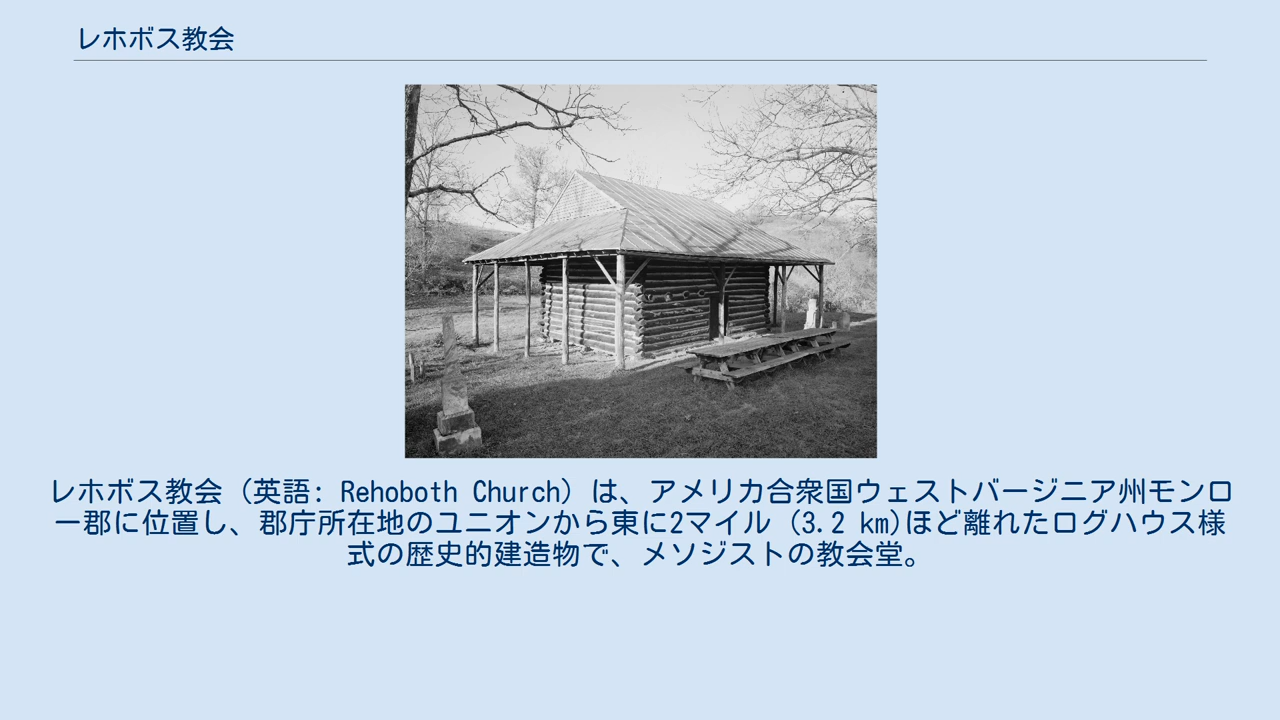 レホボス教会
レホボス教会（英語: Rehoboth Church）は、アメリカ合衆国ウェストバージニア州モンロ
ー郡に位置し、郡庁所在地のユニオンから東に2マイル (3.2 km)ほど離れたログハウス様
式の歴史的建造物で、メソジストの教会堂。